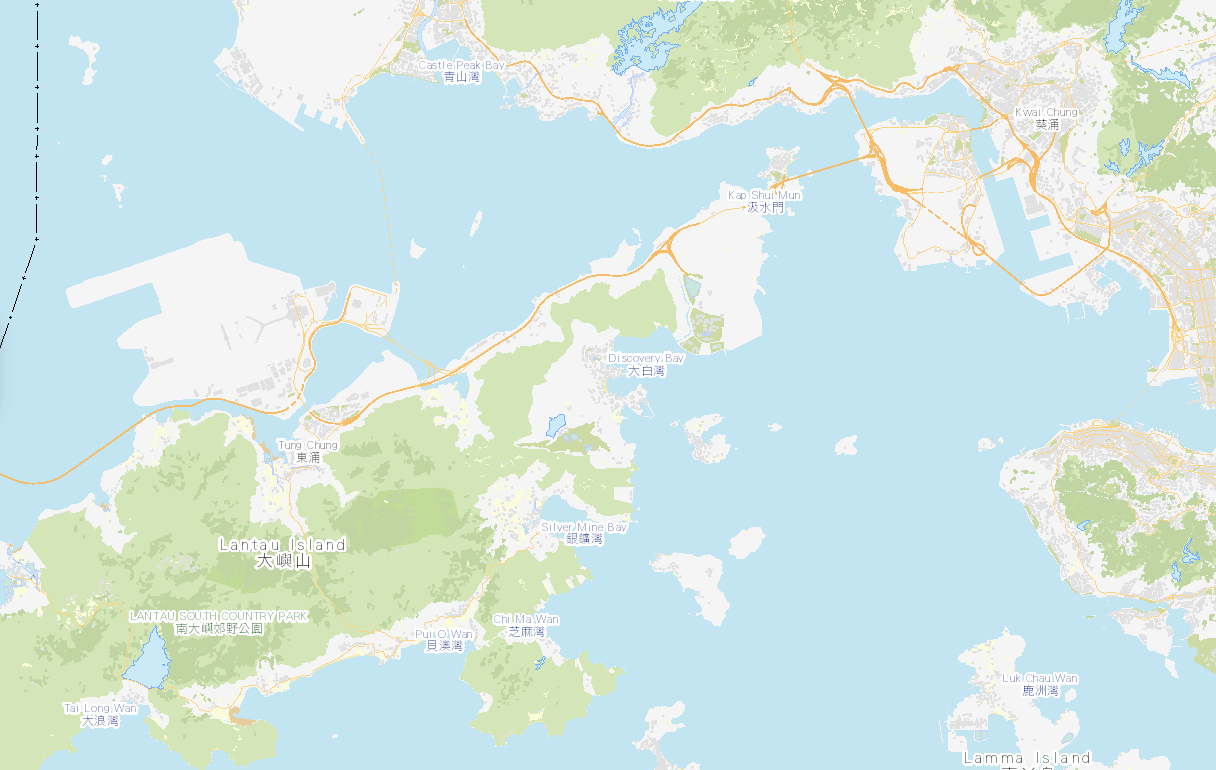 Castle Peak Bay
青山灣
Kwai Chung
葵涌
Kap Shui Mun
汲水門
Discovery Bay
大白灣
Tung Chung
東涌
Silver Mine Bay
銀鑛灣
Lantau Island
大嶼山
LANTAU SOUTH COUNTRY PARK
南大嶼郊野公園
Chi Ma Wan
芝麻灣
Pui O Wan
貝澳灣
Luk Chau Wan
鹿洲灣
Tai Long Wan
大浪灣
Lamma Island